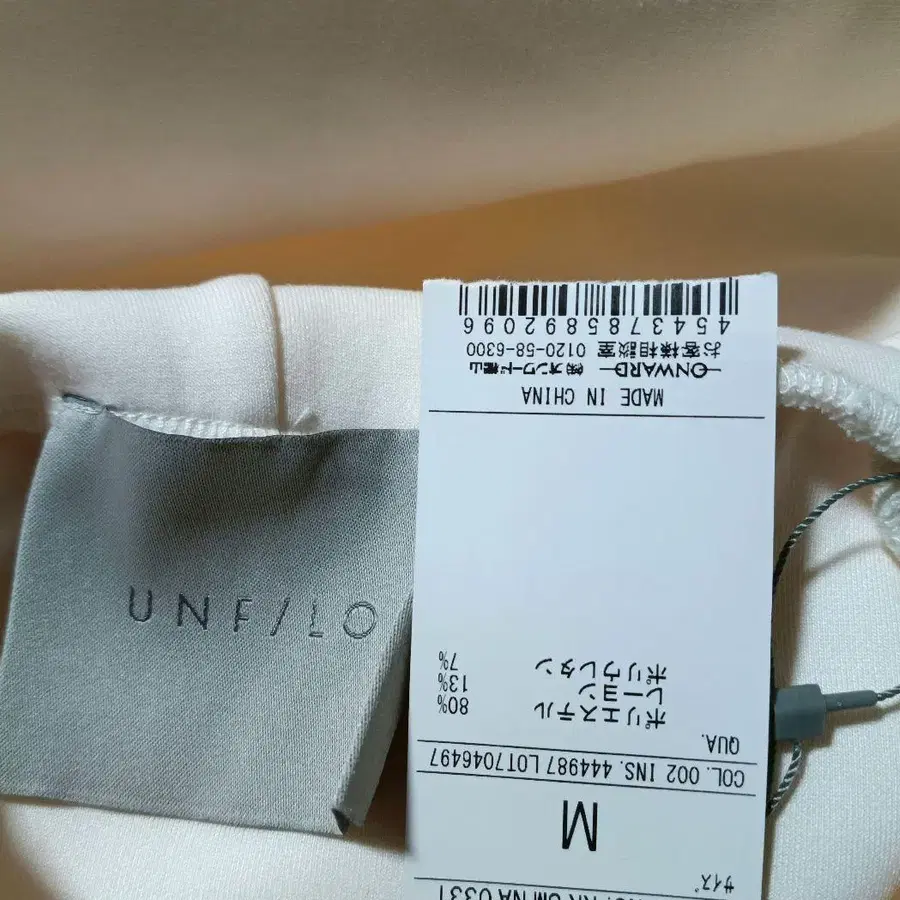 UNF/LO
サイズ
M
COL. 002 INS. 444987 LOT7046497
QUA.
ポリエステル 80%
レーヨン 13%
ポリウレタン 7%
MADE IN CHINA
ONWARD ㈱オンワード樫山
お客様相談室 0120-58-6300
4543785892096